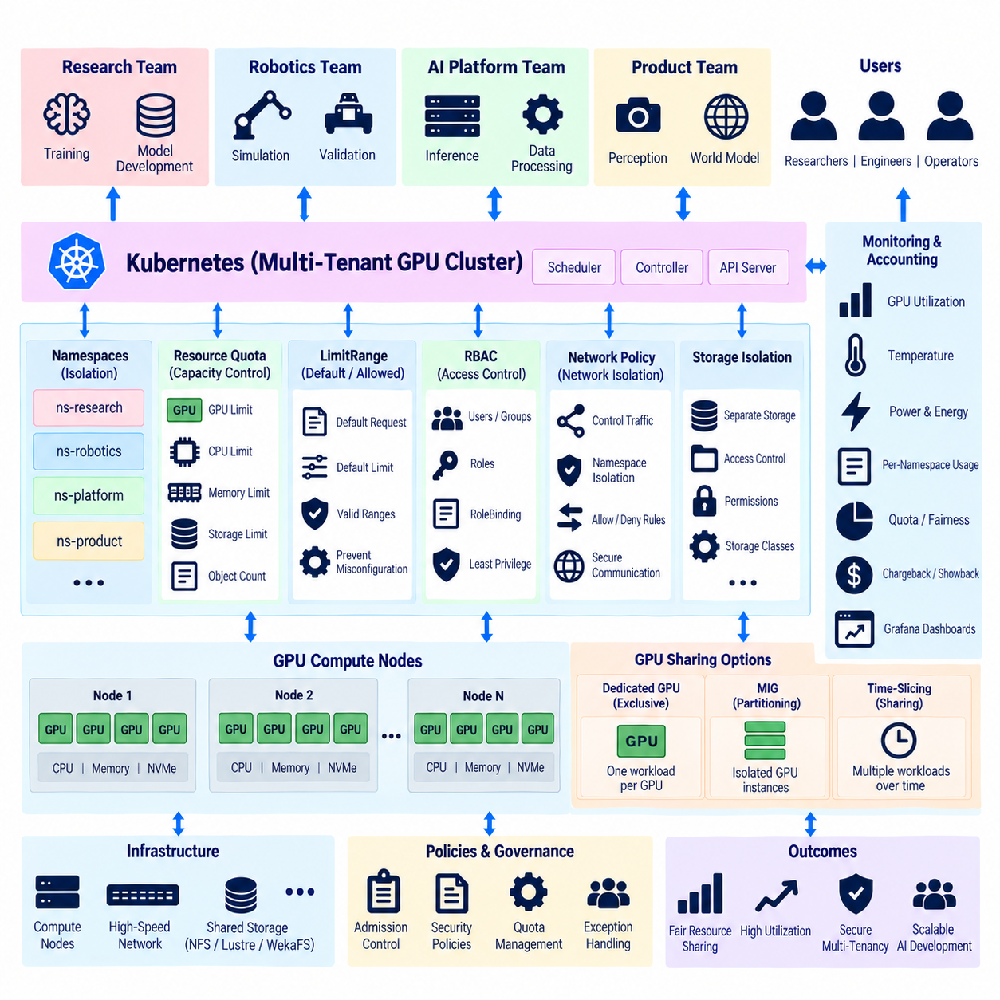 Research Team
Training
Model
Development
Robotics Team
Simulation
Validation
AI Platform Team
Inference
Data
Processing
Product Team
Perception
World Model
Users
Researchers | Engineers | Operators
Kubernetes (Multi-Tenant GPU Cluster)
Scheduler
Controller
API Server
Monitoring &
Accounting
GPU Utilization
Temperature
Power & Energy
Per-Namespace Usage
Quota / Fairness
$
Chargeback / Showback
Grafana Dashboards
Namespaces
(Isolation)
ns-research
ns-robotics
ns-platform
ns-product
•••
Resource Quota
(Capacity Control)
GPU
GPU Limit
CPU Limit
Memory Limit
Storage Limit
Object Count
LimitRange
(Default / Allowed)
Default Request
Default Limit
Valid Ranges
Prevent
Misconfiguration
RBAC
(Access Control)
Users / Groups
Roles
RoleBinding
Least Privilege
Network Policy
(Network Isolation)
Control Traffic
Namespace
Isolation
Allow / Deny Rules
Secure
Communication
Storage Isolation
Separate Storage
Access Control
Permissions
Storage Classes
•••
GPU Compute Nodes
Node 1
GPU GPU GPU GPU
CPU | Memory | NVMe
Node 2
GPU GPU GPU GPU
CPU | Memory | NVMe
•••
Node N
GPU GPU GPU GPU
CPU | Memory | NVMe
GPU Sharing Options
Dedicated GPU
(Exclusive)
GPU
One workload
per GPU
MIG
(Partitioning)
Isolated GPU
instances
Time-Slicing
(Sharing)
Multiple workloads
over time
Infrastructure
Compute
Nodes
High-Speed
Network
Shared Storage
(NFS / Lustre / WekaFS)
•••
Policies & Governance
Admission
Control
Security
Policies
Quota
Management
Exception
Handling
Outcomes
Fair Resource
Sharing
High Utilization
Secure
Multi-Tenancy
Scalable
AI Development